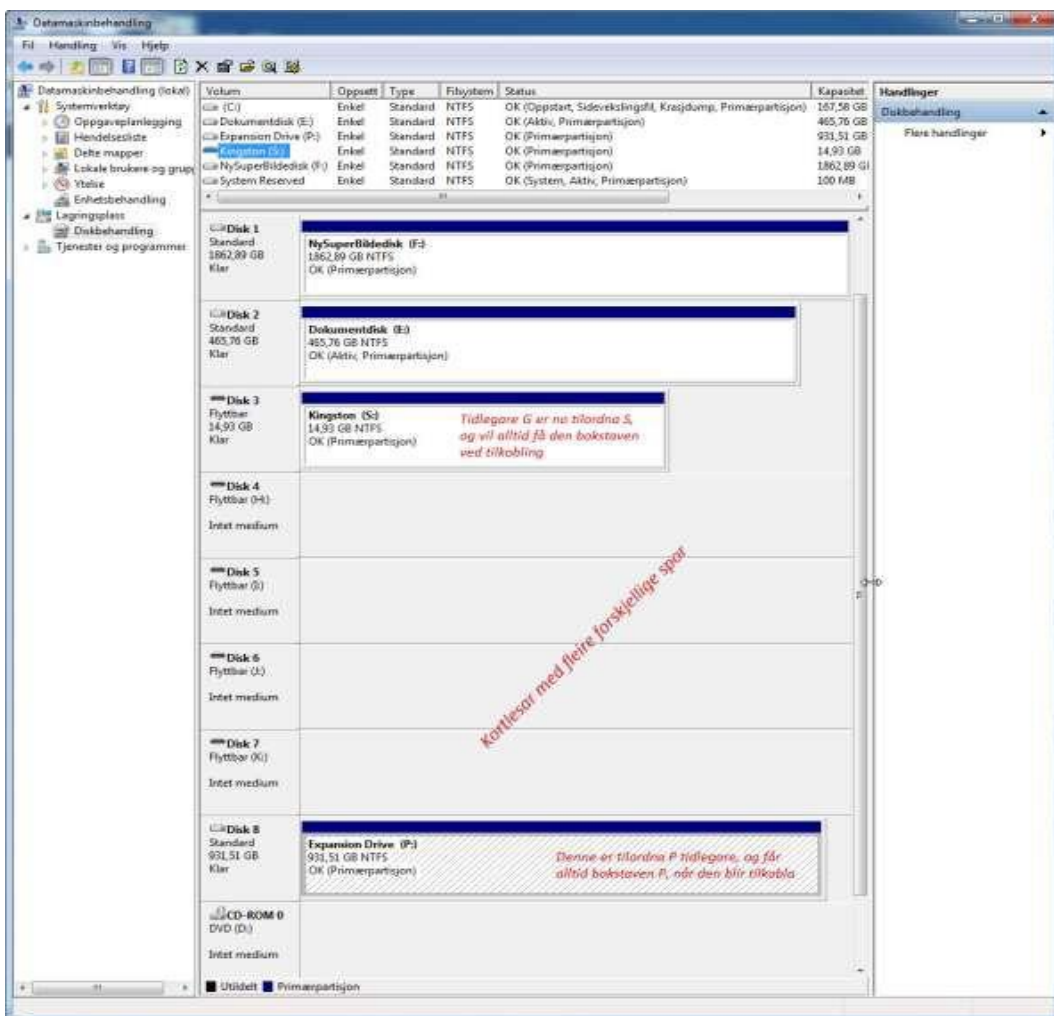 Datamaskinbehandling
Fil Handling Vis Hjelp
Datamaskinbehandling (lokal)
Systemverktøy
Oppgaveplanlegging
Hendelsesliste
Delte mapper
Lokale brukere og grupp
Ytelse
Enhetsbehandling
Lagringsplass
Diskbehandling
Tjenester og programmer
Volum Oppsett Type Filsystem Status Kapasitet
(C:) Enkel Standard NTFS OK (Oppstart, Sidevekslingsfil, Krasjdump, Primærpartisjon) 167,58 GB
Dokumentdisk (E:) Enkel Standard NTFS OK (Aktiv, Primærpartisjon) 465,76 GB
Expansion Drive (P:) Enkel Standard NTFS OK (Primærpartisjon) 931,51 GB
Kingston (S:) Enkel Standard NTFS OK (Primærpartisjon) 14,93 GB
NySuperBildedisk (F:) Enkel Standard NTFS OK (Primærpartisjon) 1862,89 GI
System Reserved Enkel Standard NTFS OK (System, Aktiv, Primærpartisjon) 100 MB
Disk 1
Standard
1862,89 GB
Klar
NySuperBildedisk (F:)
1862,89 GB NTFS
OK (Primærpartisjon)
Disk 2
Standard
465,76 GB
Klar
Dokumentdisk (E:)
465,76 GB NTFS
OK (Aktiv, Primærpartisjon)
Disk 3
Flyttbar
14,93 GB
Klar
Kingston (S:)
14,93 GB NTFS
OK (Primærpartisjon)
Tidlegare G er no tilordna S,
og vil alltid få den bokstaven
ved tilkobling
Disk 4
Flyttbar (H:)
Intet medium
Disk 5
Flyttbar (I:)
Intet medium
Disk 6
Flyttbar (J:)
Intet medium
Disk 7
Flyttbar (K:)
Intet medium
Kortlesar med fleire forskjellige spor
Disk 8
Standard
931,51 GB
Klar
Expansion Drive (P:)
931,51 GB NTFS
OK (Primærpartisjon)
Denne er tilordna P tidlegare, og får
alltid bokstaven P, når den blir tilkobla
CD-ROM 0
DVD (D:)
Intet medium
Utildelt Primærpartisjon
Handlinger
Diskbehandling
Flere handlinger